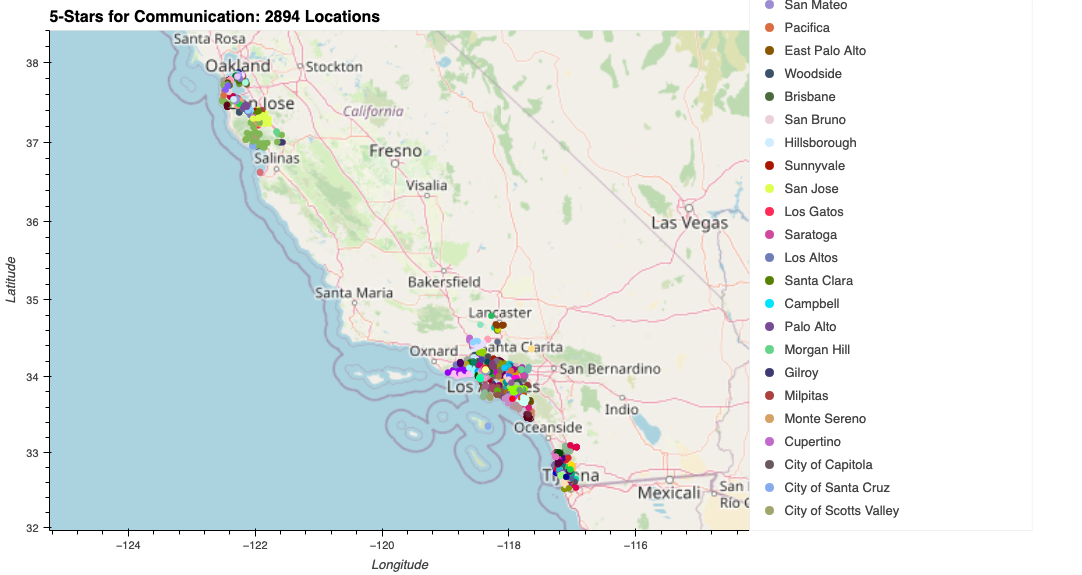 5-Stars for Communication: 2894 Locations
38
37
36
35
34
33
32
Latitude
−124
−122
−120
−118
−116
Longitude
Santa Rosa
Oakland
Stockton
Jose
California
Salinas
Fresno
Visalia
Las Vegas
Bakersfield
Santa Maria
Lancaster
Oxnard
anta Clarita
San Bernardino
Los
es
Indio
Oceanside
Mexicali
San
Río C
San Mateo
Pacifica
East Palo Alto
Woodside
Brisbane
San Bruno
Hillsborough
Sunnyvale
San Jose
Los Gatos
Saratoga
Los Altos
Santa Clara
Campbell
Palo Alto
Morgan Hill
Gilroy
Milpitas
Monte Sereno
Cupertino
City of Capitola
City of Santa Cruz
City of Scotts Valley